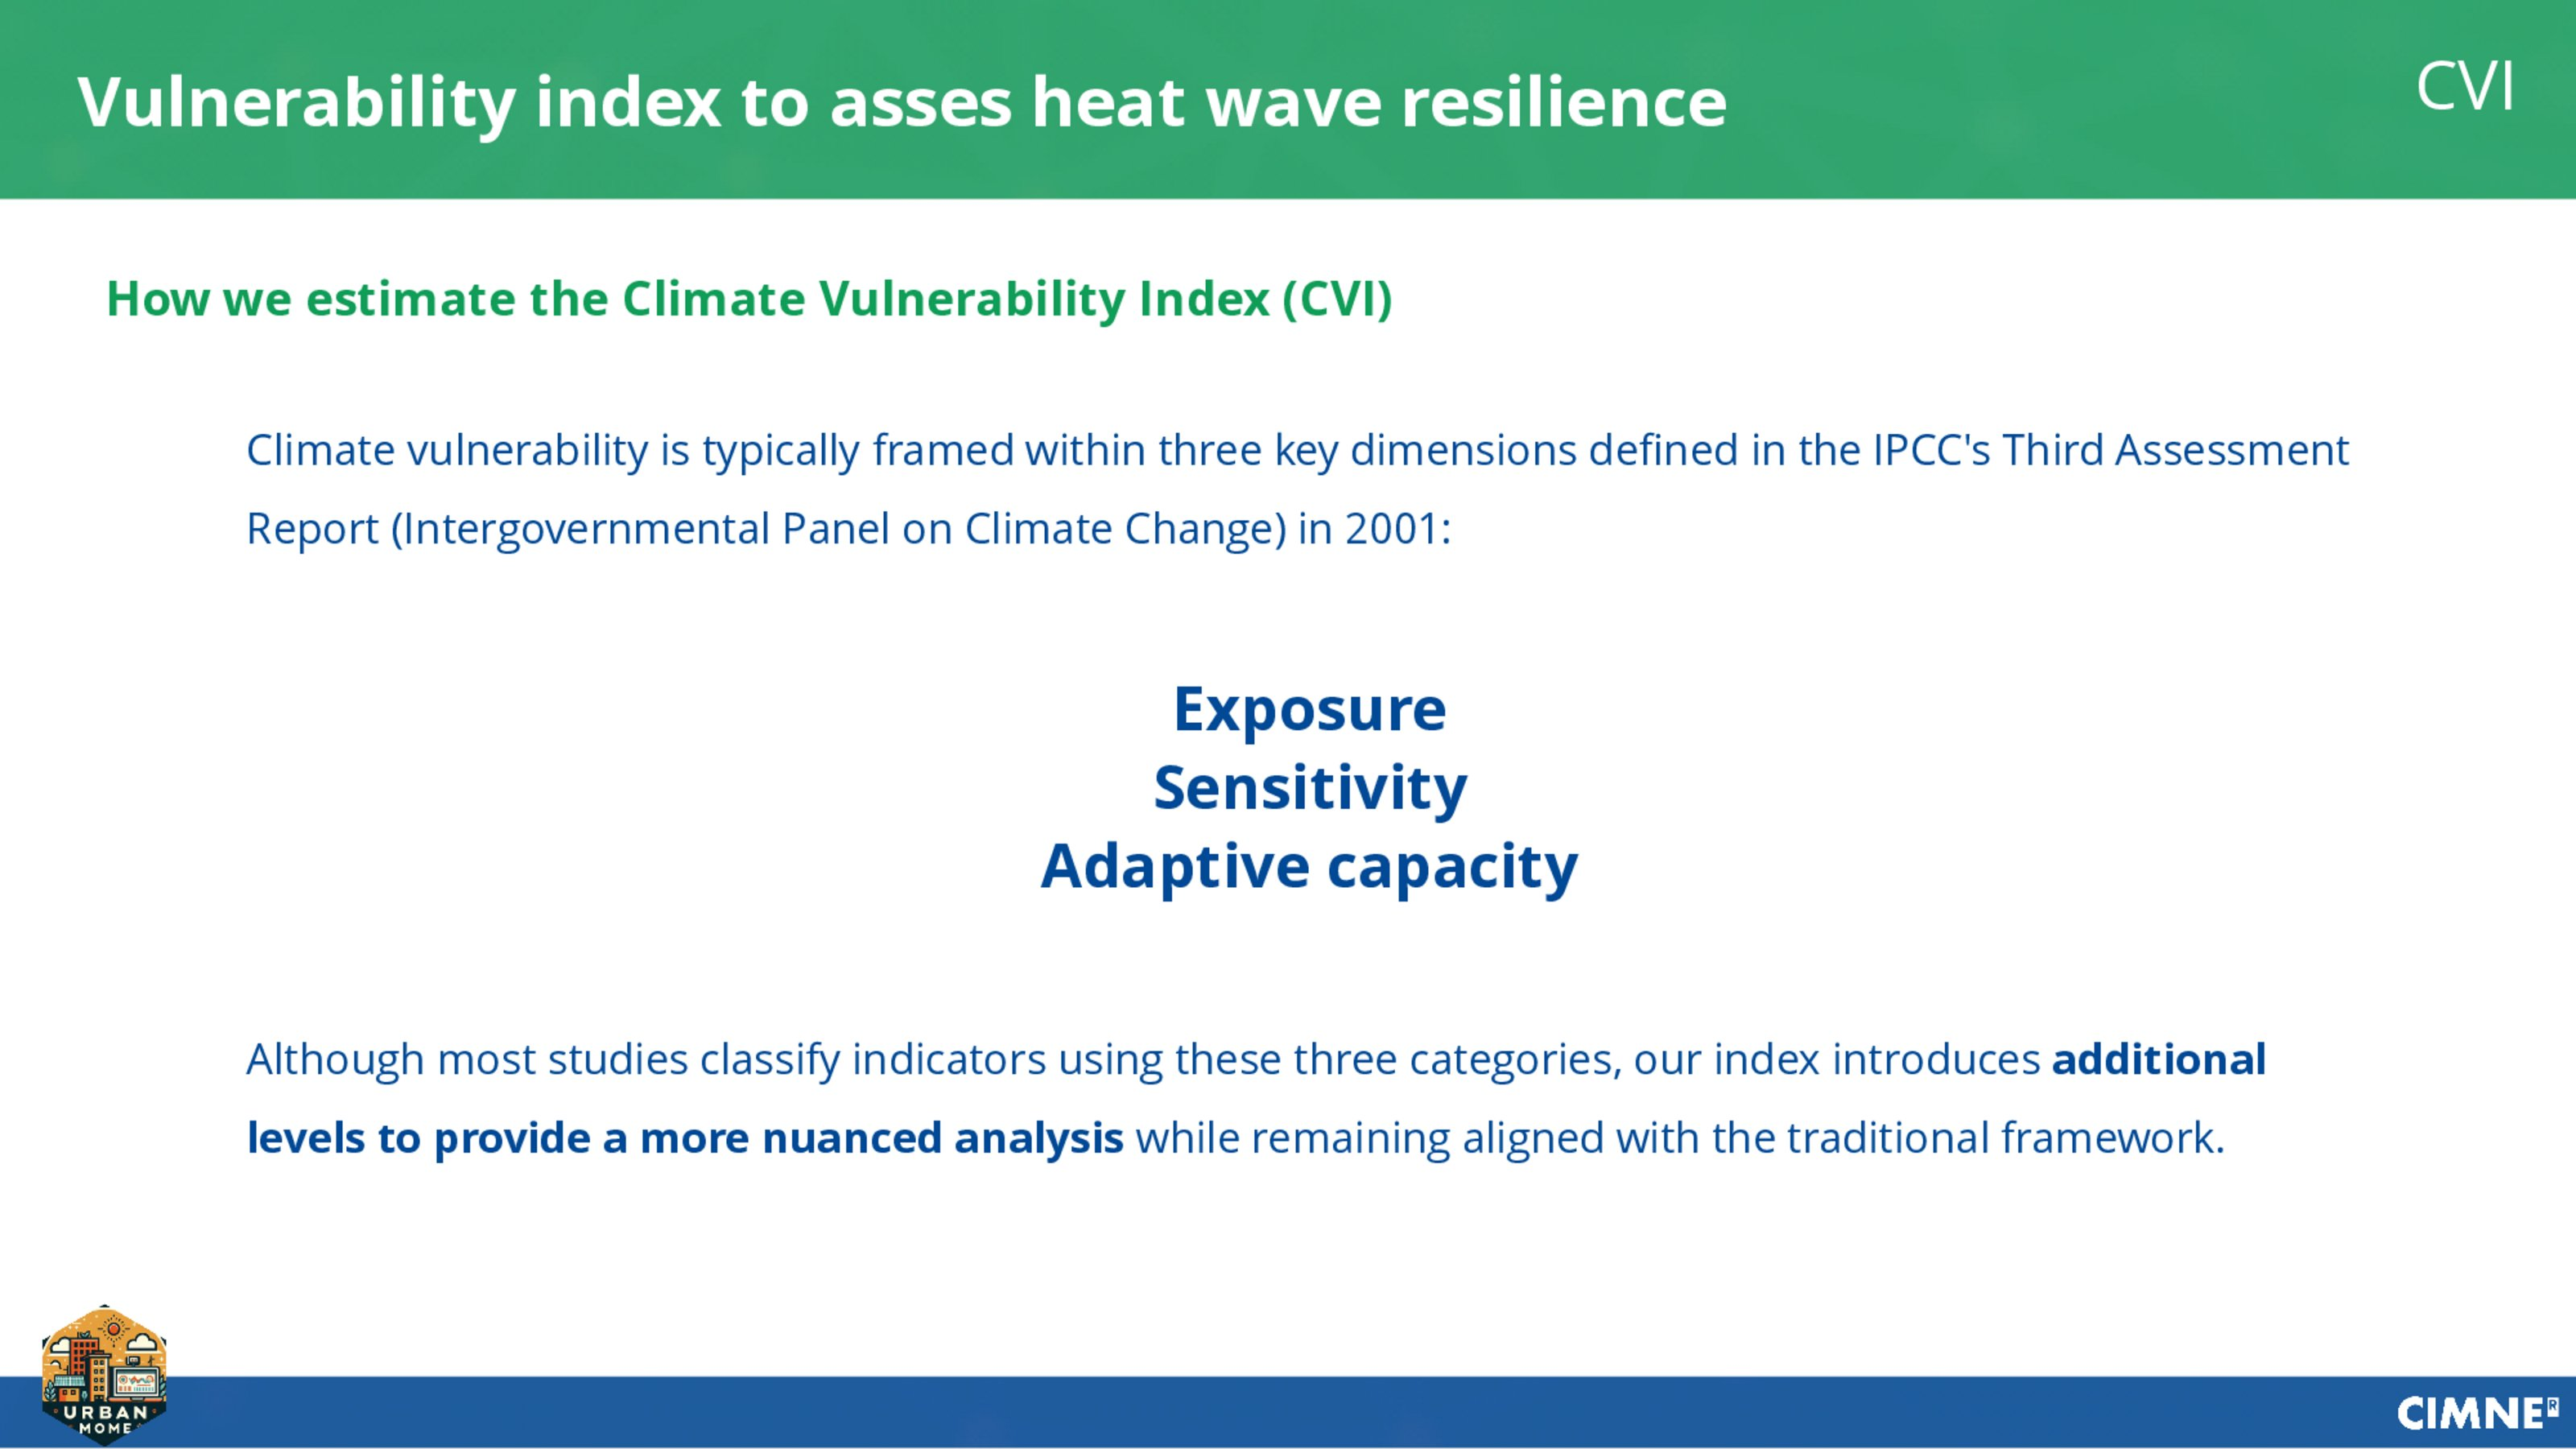 Vulnerability index to asses heat wave resilience
CVI
How we estimate the Climate Vulnerability Index (CVI)
Climate vulnerability is typically framed within three key dimensions defined in the IPCC's Third Assessment
Report (Intergovernmental Panel on Climate Change) in 2001:
Exposure
Sensitivity
Adaptive capacity
Although most studies classify indicators using these three categories, our index introduces additional
levels to provide a more nuanced analysis while remaining aligned with the traditional framework.
URBAN
MOME
CIMNE R